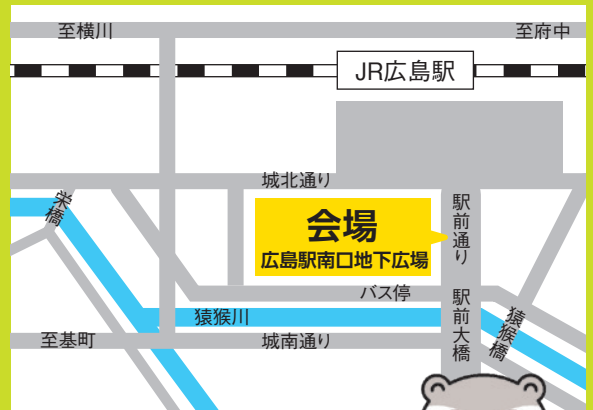 至横川
至府中
JR広島駅
城北通り
栄橋
会場
広島駅南口地下広場
駅前通り
バス停
猿猴川
駅前大橋
猿猴橋
至基町
城南通り